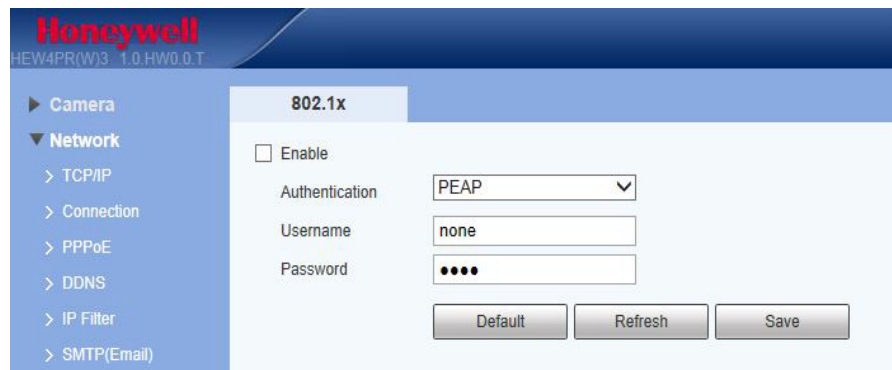 Honeywell
HEW4PR(W)3 1.0.HW0.0.T
Camera
Network
TCP/IP
Connection
PPPoE
DDNS
IP Filter
SMTP(Email)
802.1x
Enable
Authentication PEAP
Username none
Password ••••
Default Refresh Save